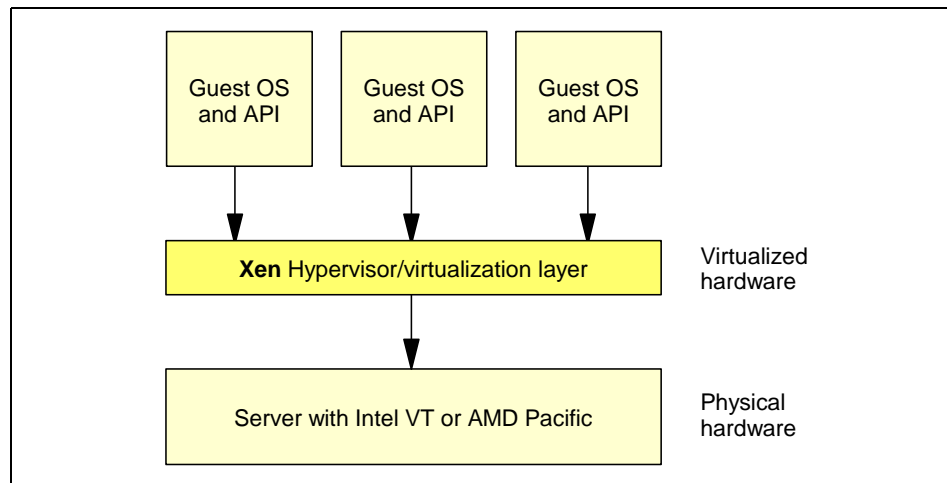 Guest OS
and API
Guest OS
and API
Guest OS
and API
Xen Hypervisor/virtualization layer
Virtualized
hardware
Server with Intel VT or AMD Pacific
Physical
hardware